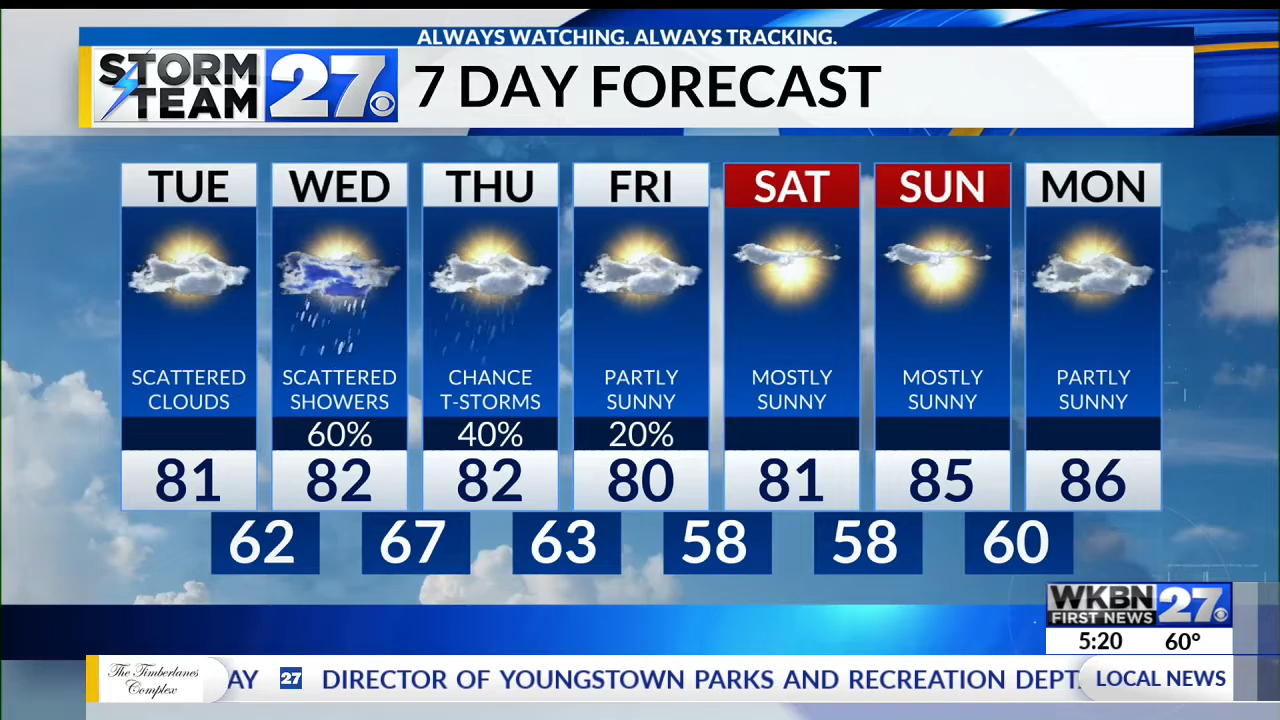 ALWAYS WATCHING. ALWAYS TRACKING.
STORM
TEAM
27
7 DAY FORECAST
TUE
WED
THU
FRI
SAT
SUN
MON
SCATTERED
CLOUDS
SCATTERED
SHOWERS
CHANCE
T-STORMS
PARTLY
SUNNY
MOSTLY
SUNNY
MOSTLY
SUNNY
PARTLY
SUNNY
60%
40%
20%
81
82
82
80
81
85
86
62
67
63
58
58
60
WKBN
FIRST NEWS
27
5:20 60°
The Timberlanes
Complex
AY 27 DIRECTOR OF YOUNGSTOWN PARKS AND RECREATION DEPT. LOCAL NEWS